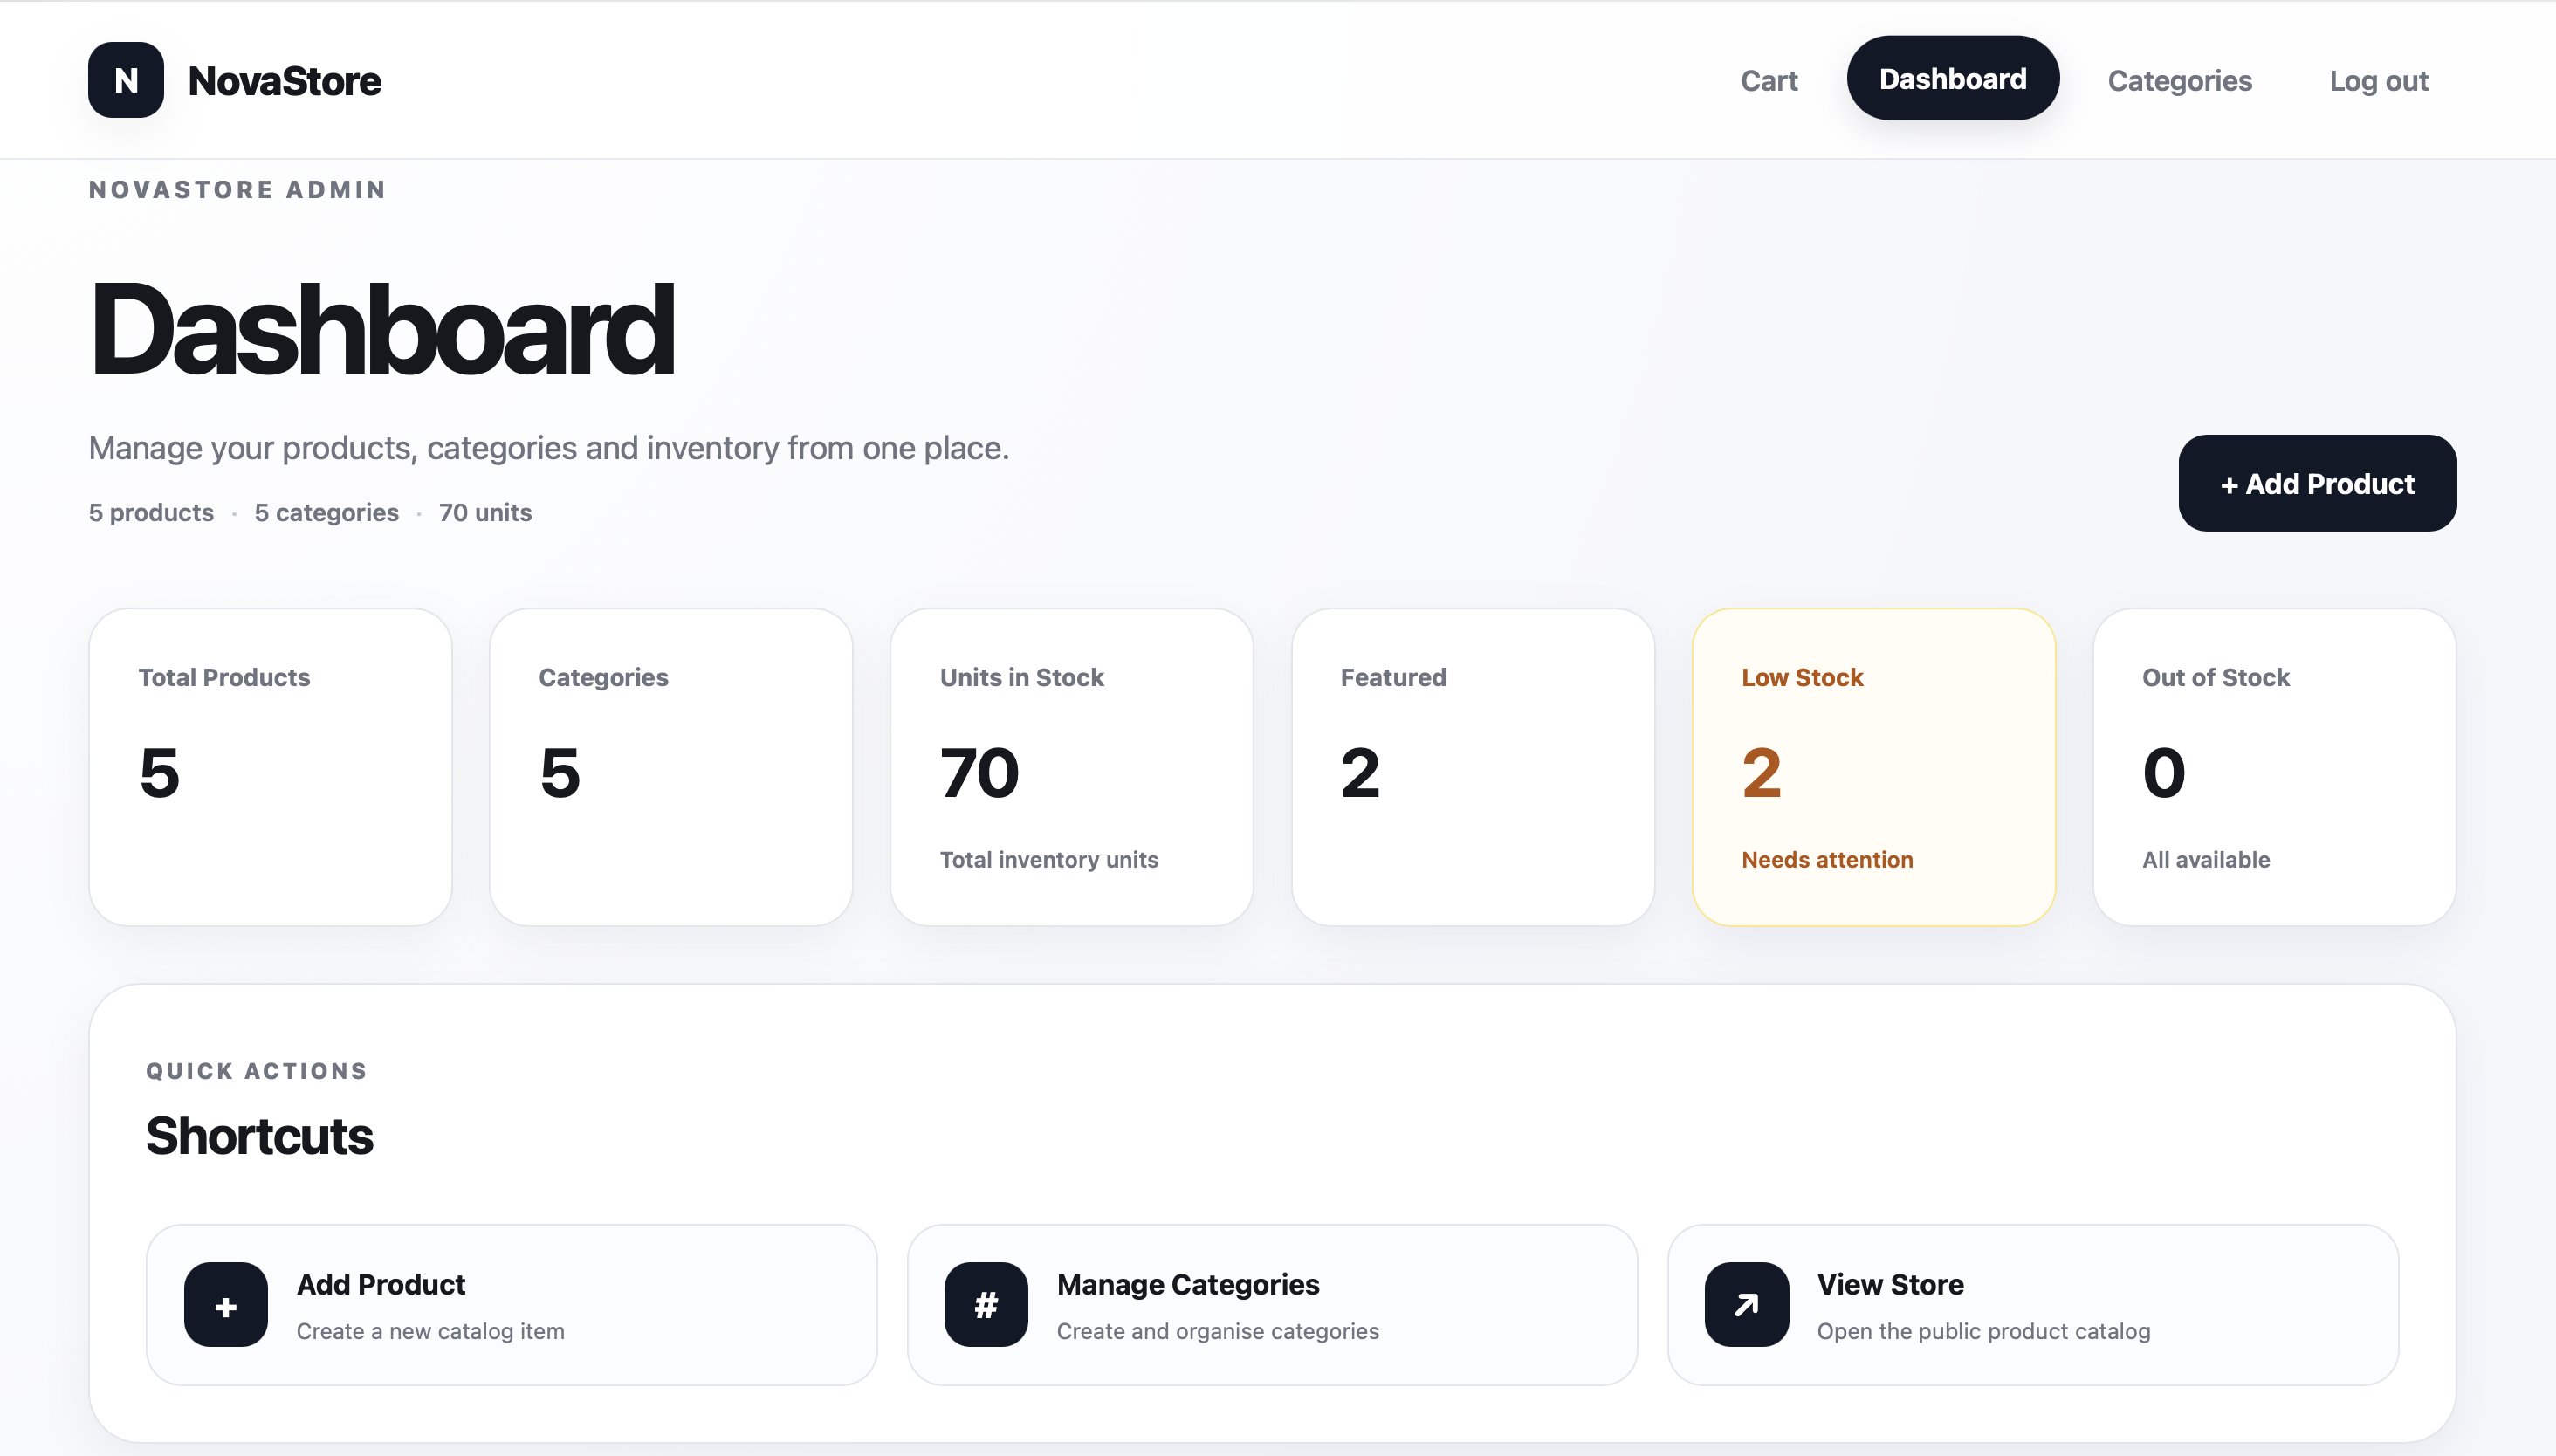 N NovaStore Cart Dashboard Categories Log out
NOVASTORE ADMIN
Dashboard
Manage your products, categories and inventory from one place.
5 products · 5 categories · 70 units
+ Add Product
Total Products
5
Categories
5
Units in Stock
70
Total inventory units
Featured
2
Low Stock
2
Needs attention
Out of Stock
0
All available
QUICK ACTIONS
Shortcuts
+
Add Product
Create a new catalog item
#
Manage Categories
Create and organise categories
↗
View Store
Open the public product catalog